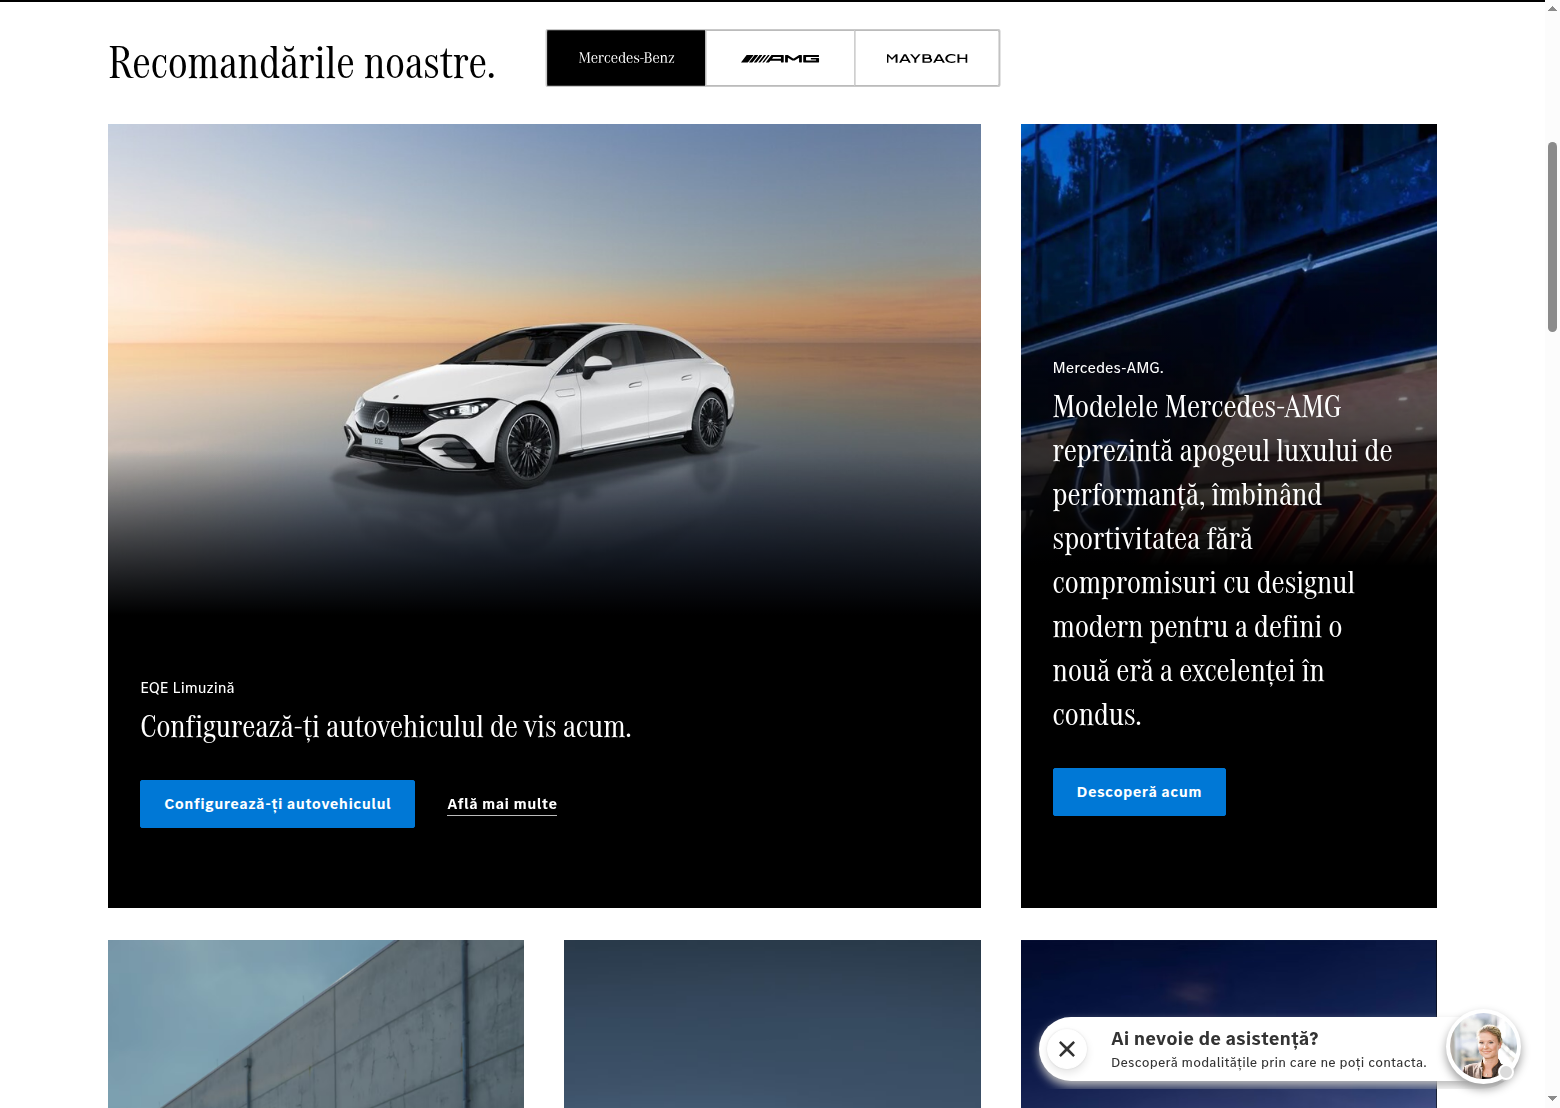 Recomandările noastre.
Mercedes-Benz
AMG
MAYBACH
EQE Limuzină
Configurează-ți autovehiculul de vis acum.
Configurează-ți autovehiculul
Află mai multe
Mercedes-AMG.
Modelele Mercedes-AMG
reprezintă apogeul luxului de
performanță, îmbinând
sportivitatea fără
compromisuri cu designul
modern pentru a defini o
nouă eră a excelenței în
condus.
Descoperă acum
Ai nevoie de asistență?
Descoperă modalitățile prin care ne poți contacta.